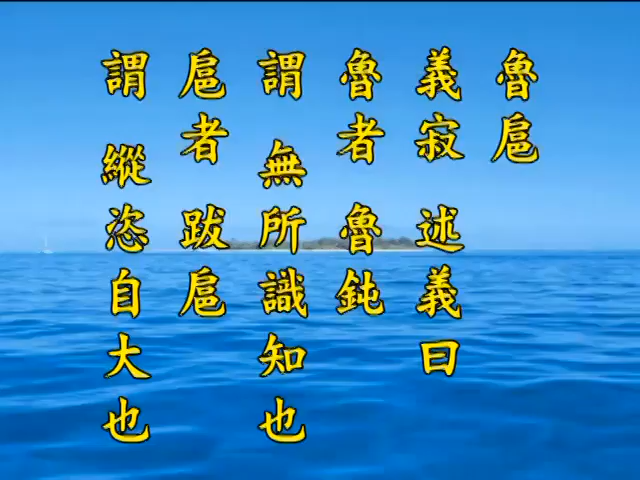 魯扈
義寂 述義曰
魯者 魯鈍
謂 無所識知也
扈者 跋扈
謂 縱恣自大也